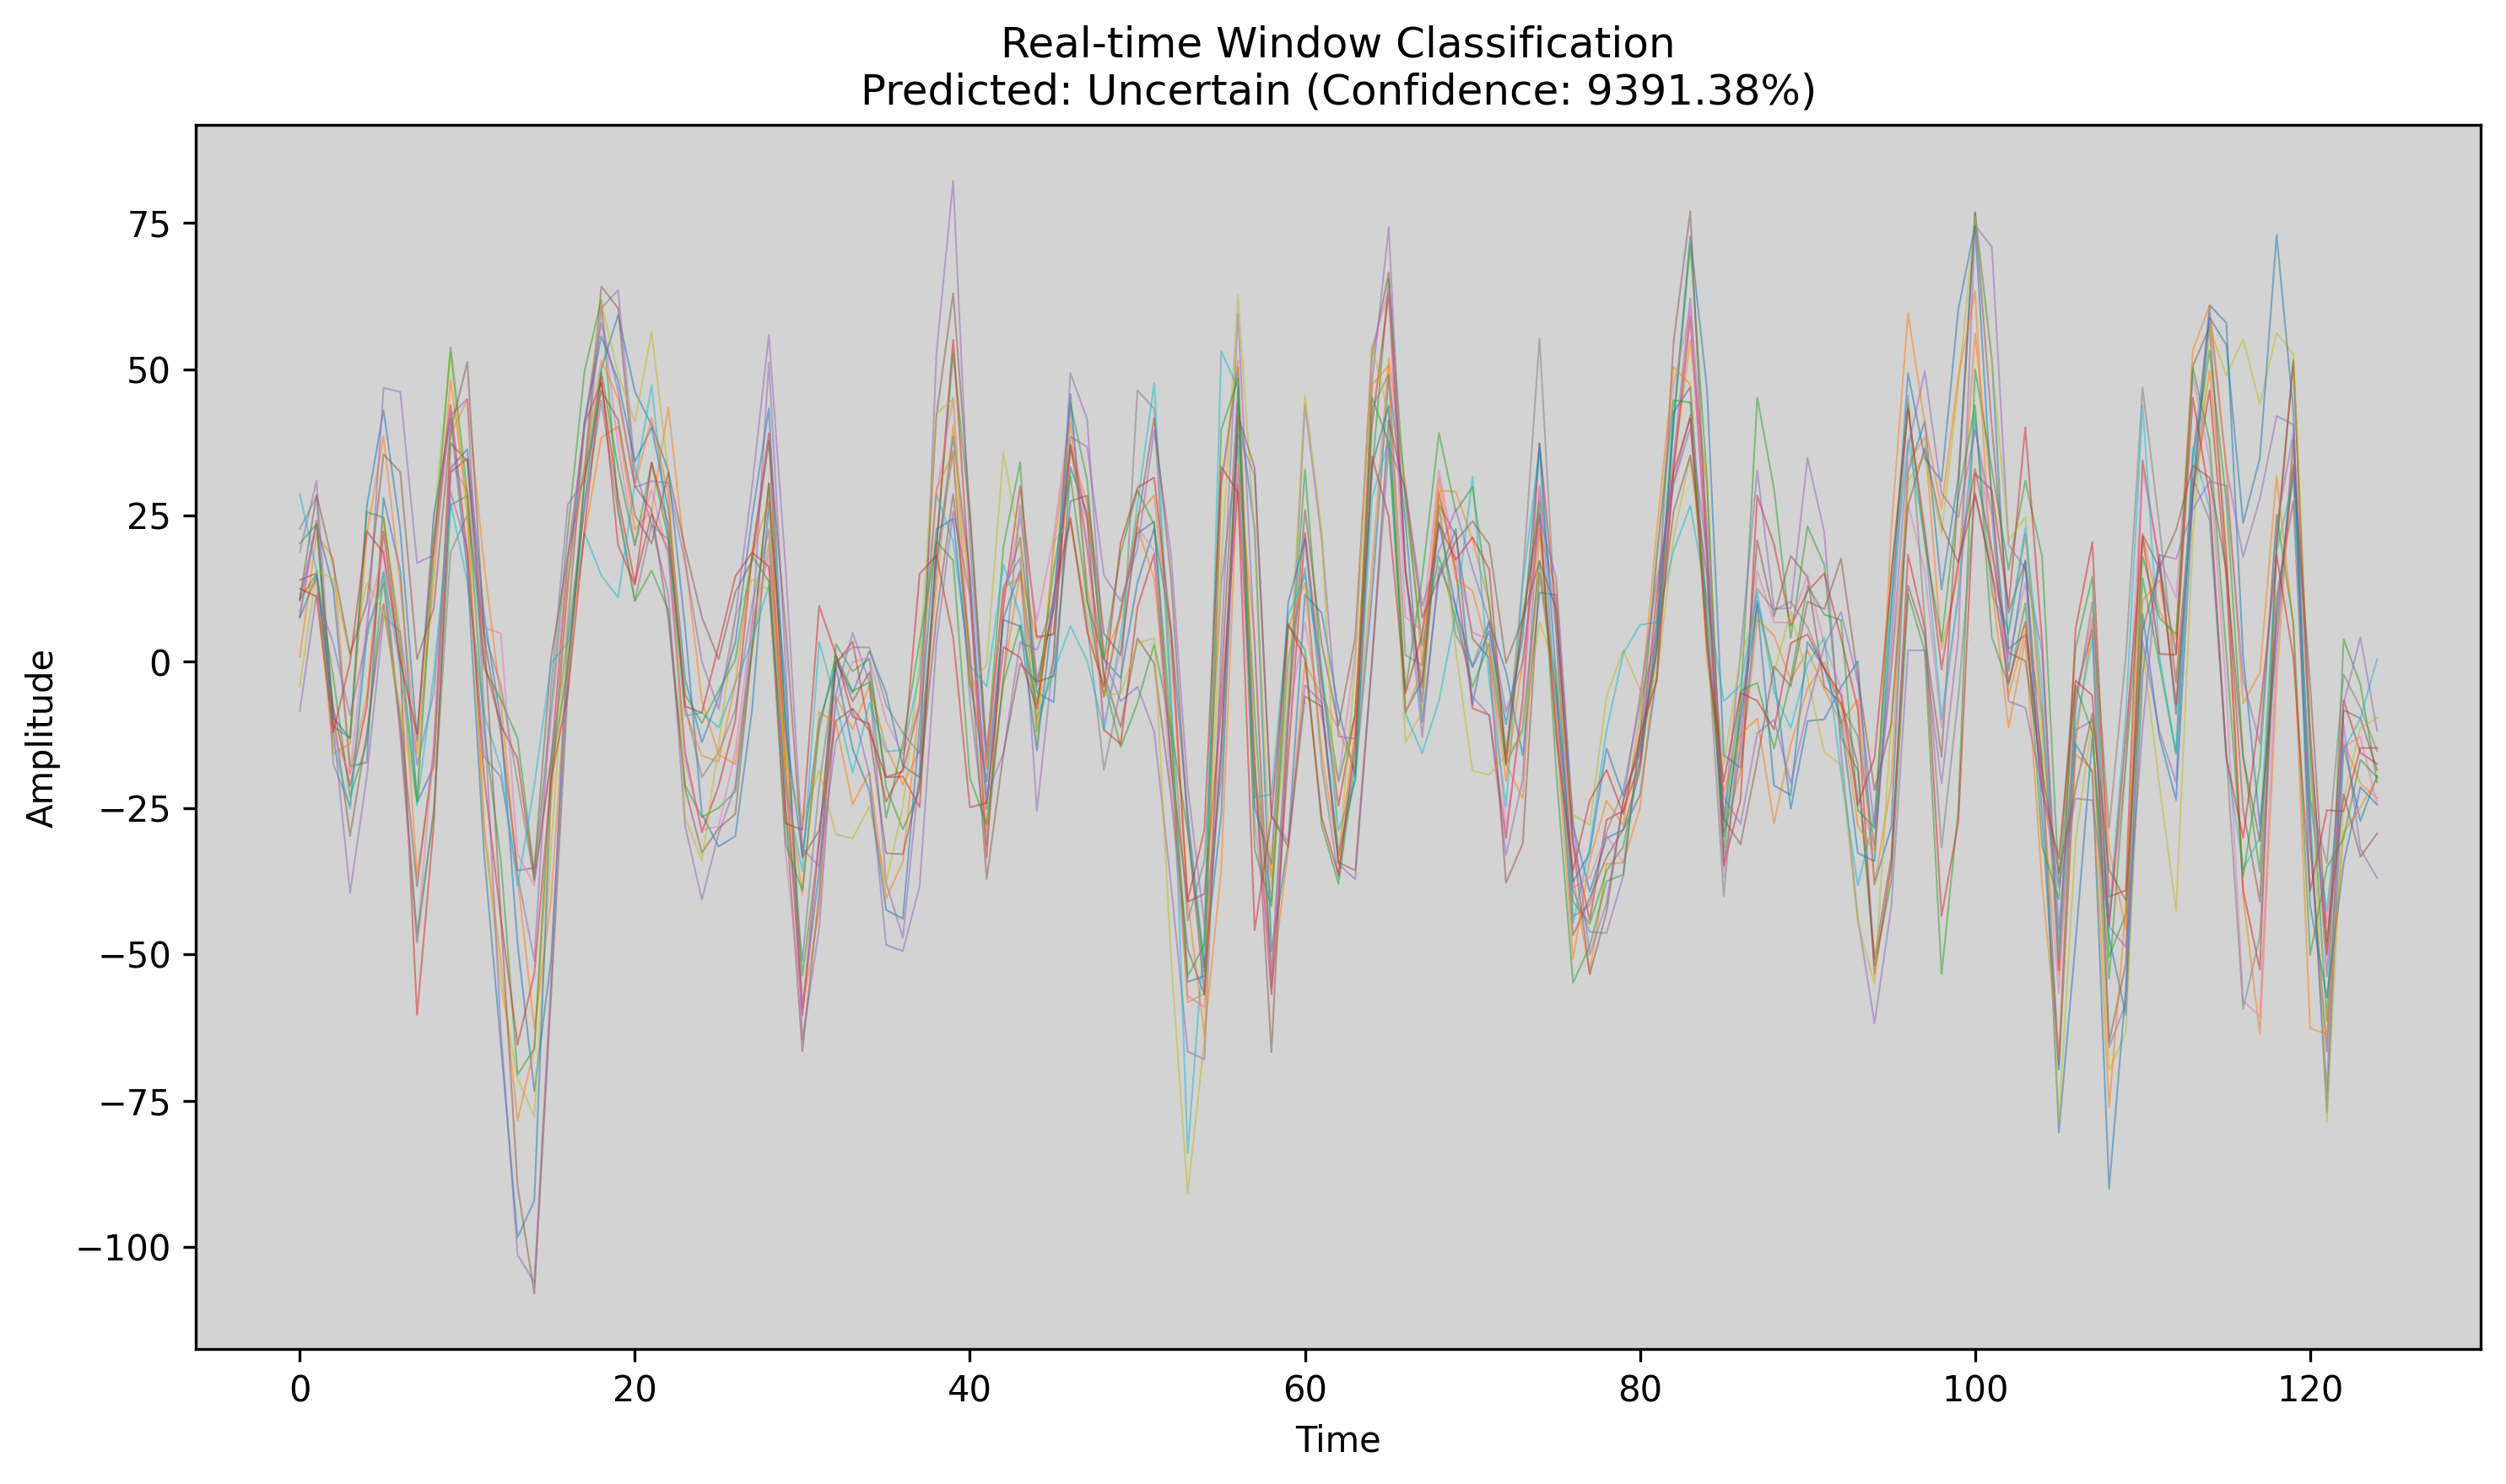 Real-time Window Classification
Predicted: Uncertain (Confidence: 9391.38%)
Amplitude
75
50
25
0
−25
−50
−75
−100
0 20 40 60 80 100 120
Time